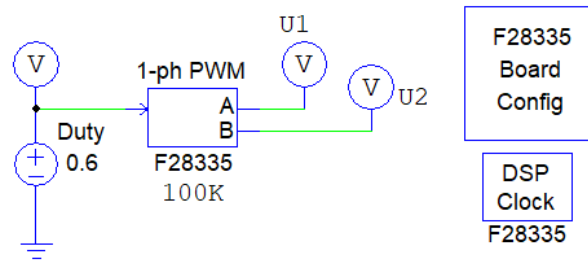 U1
V
V
V
1-ph PWM
A
B
U2
Duty
0.6
F28335
100K
F28335
Board
Config
DSP
Clock
F28335